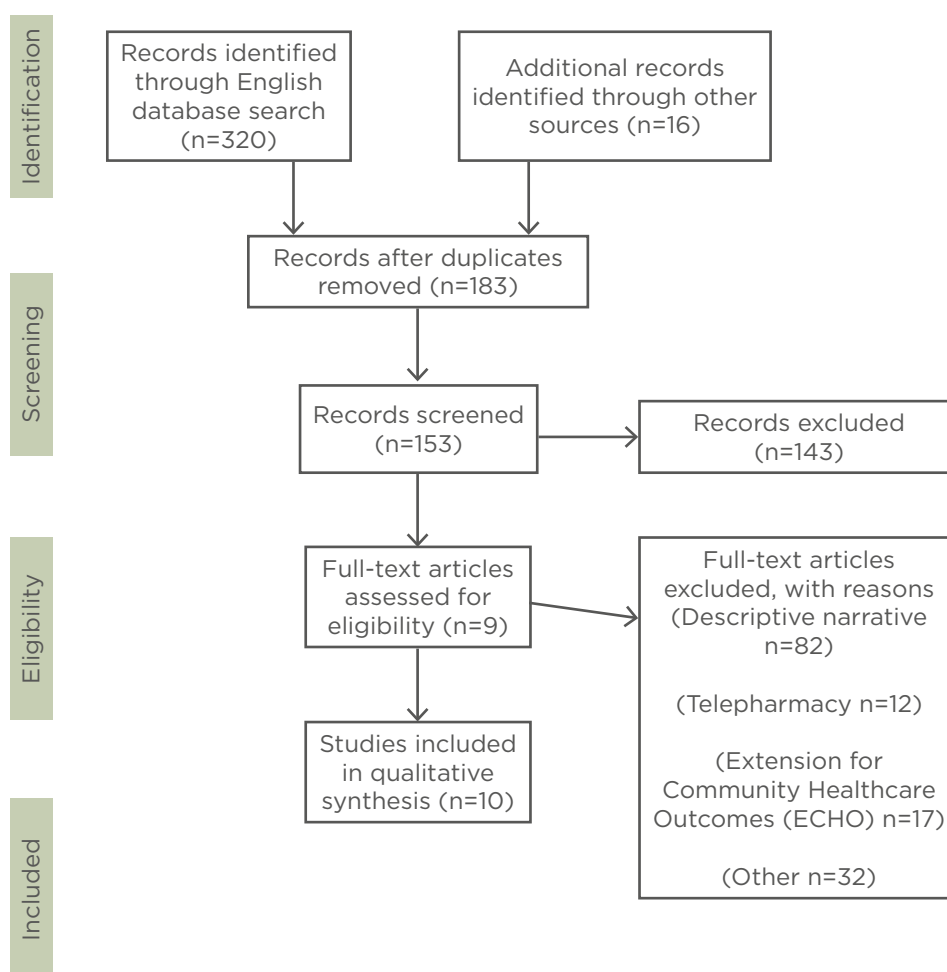 Identification
Records identified
through English
database search
(n=320)
Additional records
identified through other
sources (n=16)
Records after duplicates
removed (n=183)
Screening
Records screened
(n=153)
Records excluded
(n=143)
Eligibility
Full-text articles
assessed for
eligibility (n=9)
Full-text articles
excluded, with reasons
(Descriptive narrative
n=82)
(Telepharmacy n=12)
(Extension for
Community Healthcare
Outcomes (ECHO) n=17)
(Other n=32)
Studies included
in qualitative
synthesis (n=10)
Included